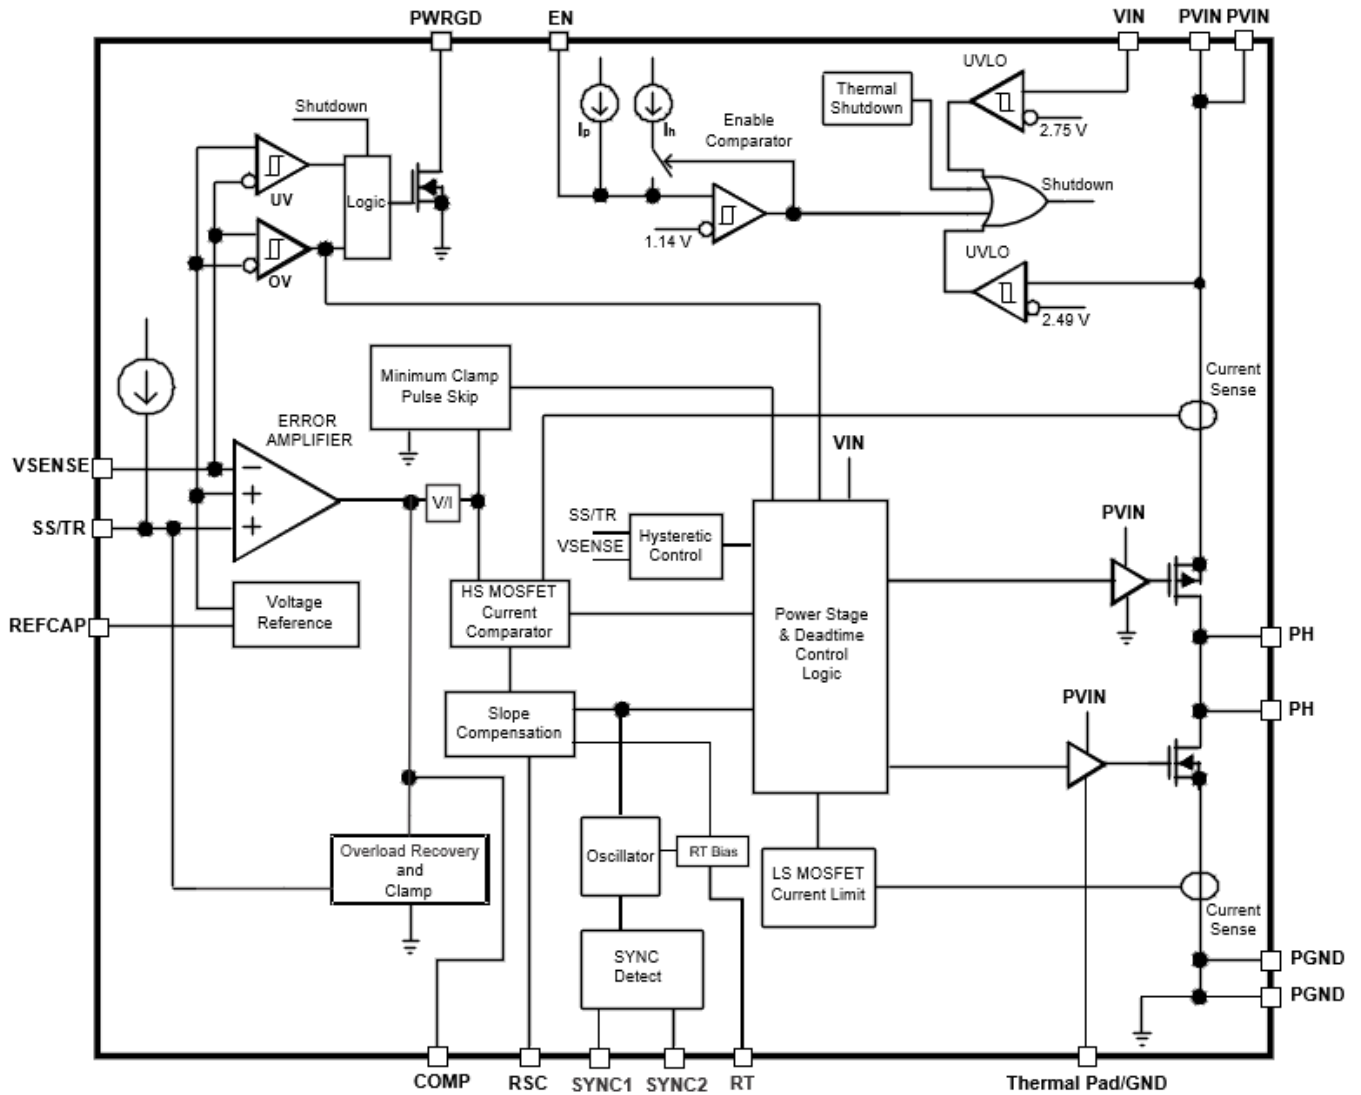 PWRGD
EN
VIN
PVIN PVIN
UVLO
Thermal
Shutdown
Shutdown
Ip
Ih
Enable
Comparator
2.75 V
UV
Logic
Shutdown
1.14 V
OV
UVLO
2.49 V
Current
Sense
Minimum Clamp
Pulse Skip
ERROR
AMPLIFIER
VIN
VSENSE
−
+
+
V/I
SS/TR
SS/TR
VSENSE
Hysteretic
Control
PVIN
HS MOSFET
Current
Comparator
Voltage
Reference
REFCAP
Power Stage
& Deadtime
Control
Logic
PH
PVIN
PH
Slope
Compensation
Overload Recovery
and
Clamp
Oscillator
RT Bias
LS MOSFET
Current Limit
Current
Sense
SYNC
Detect
PGND
PGND
COMP
RSC
SYNC1
SYNC2
RT
Thermal Pad/GND